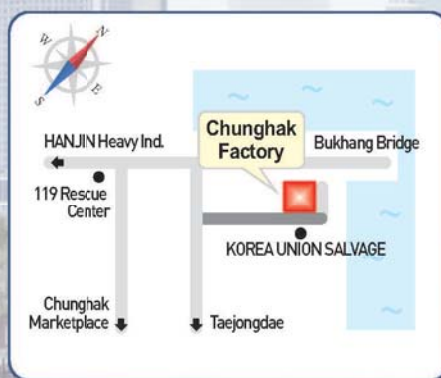 N
W
E
S
HANJIN Heavy Ind.
Chunghak
Factory
Bukhang Bridge
119 Rescue
Center
KOREA UNION SALVAGE
Chunghak
Marketplace
Taejongdae